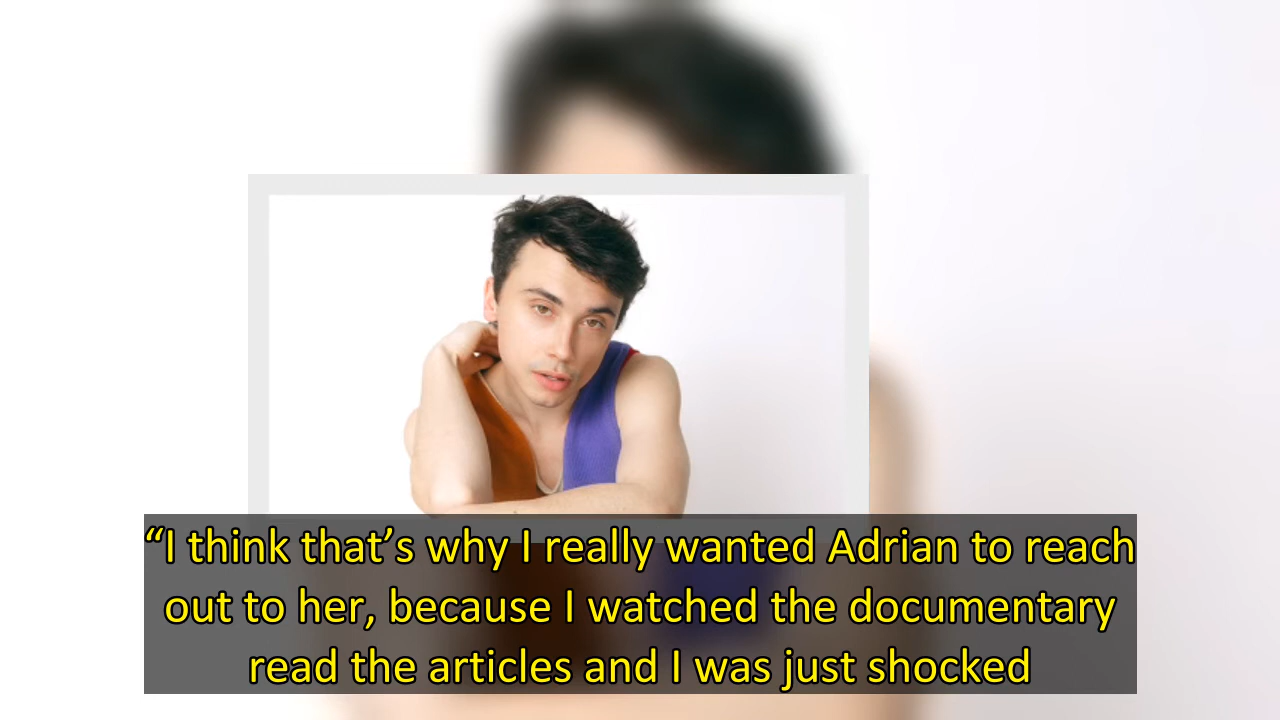 “I think that’s why I really wanted Adrian to reach
out to her, because I watched the documentary
read the articles and I was just shocked